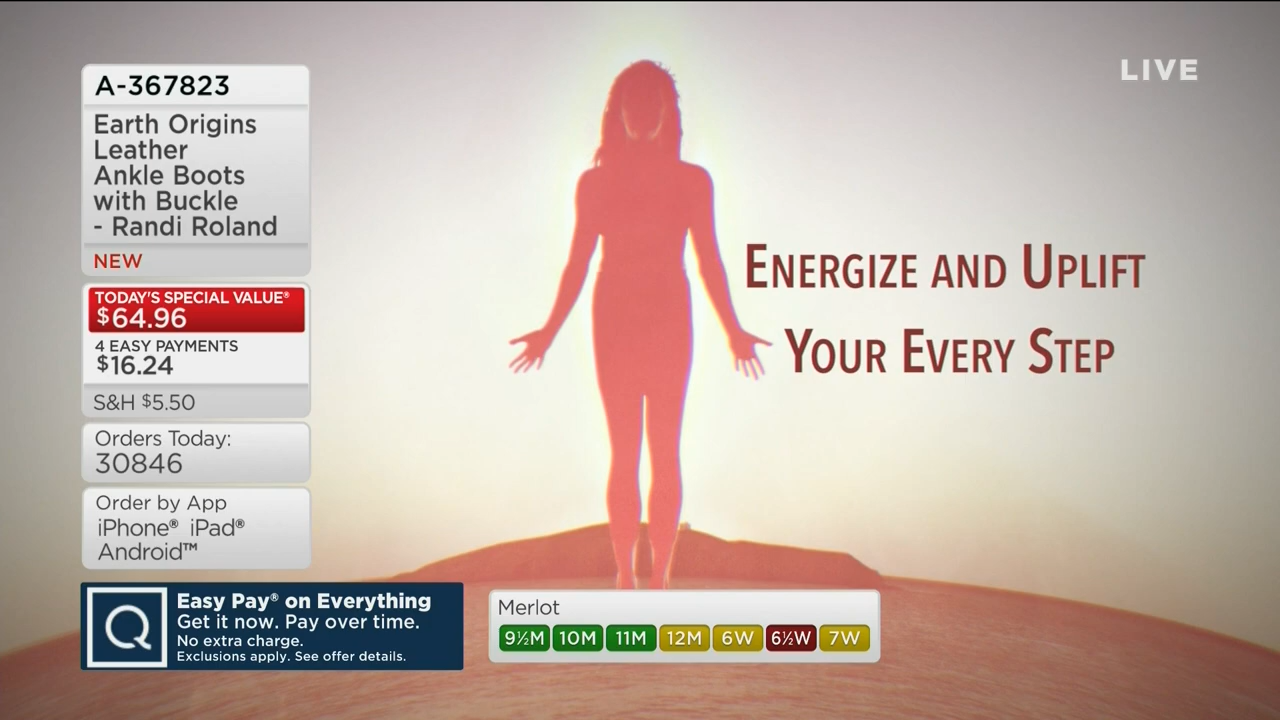 A-367823
Earth Origins
Leather
Ankle Boots
with Buckle
- Randi Roland
NEW
TODAY'S SPECIAL VALUE®
$64.96
4 EASY PAYMENTS
$16.24
S&H $5.50
Orders Today:
30846
Order by App
iPhone® iPad®
Android™
Q
Easy Pay® on Everything
Get it now. Pay over time.
No extra charge.
Exclusions apply. See offer details.
LIVE
ENERGIZE AND UPLIFT
YOUR EVERY STEP
Merlot
9½M 10M 11M 12M 6W 6½W 7W